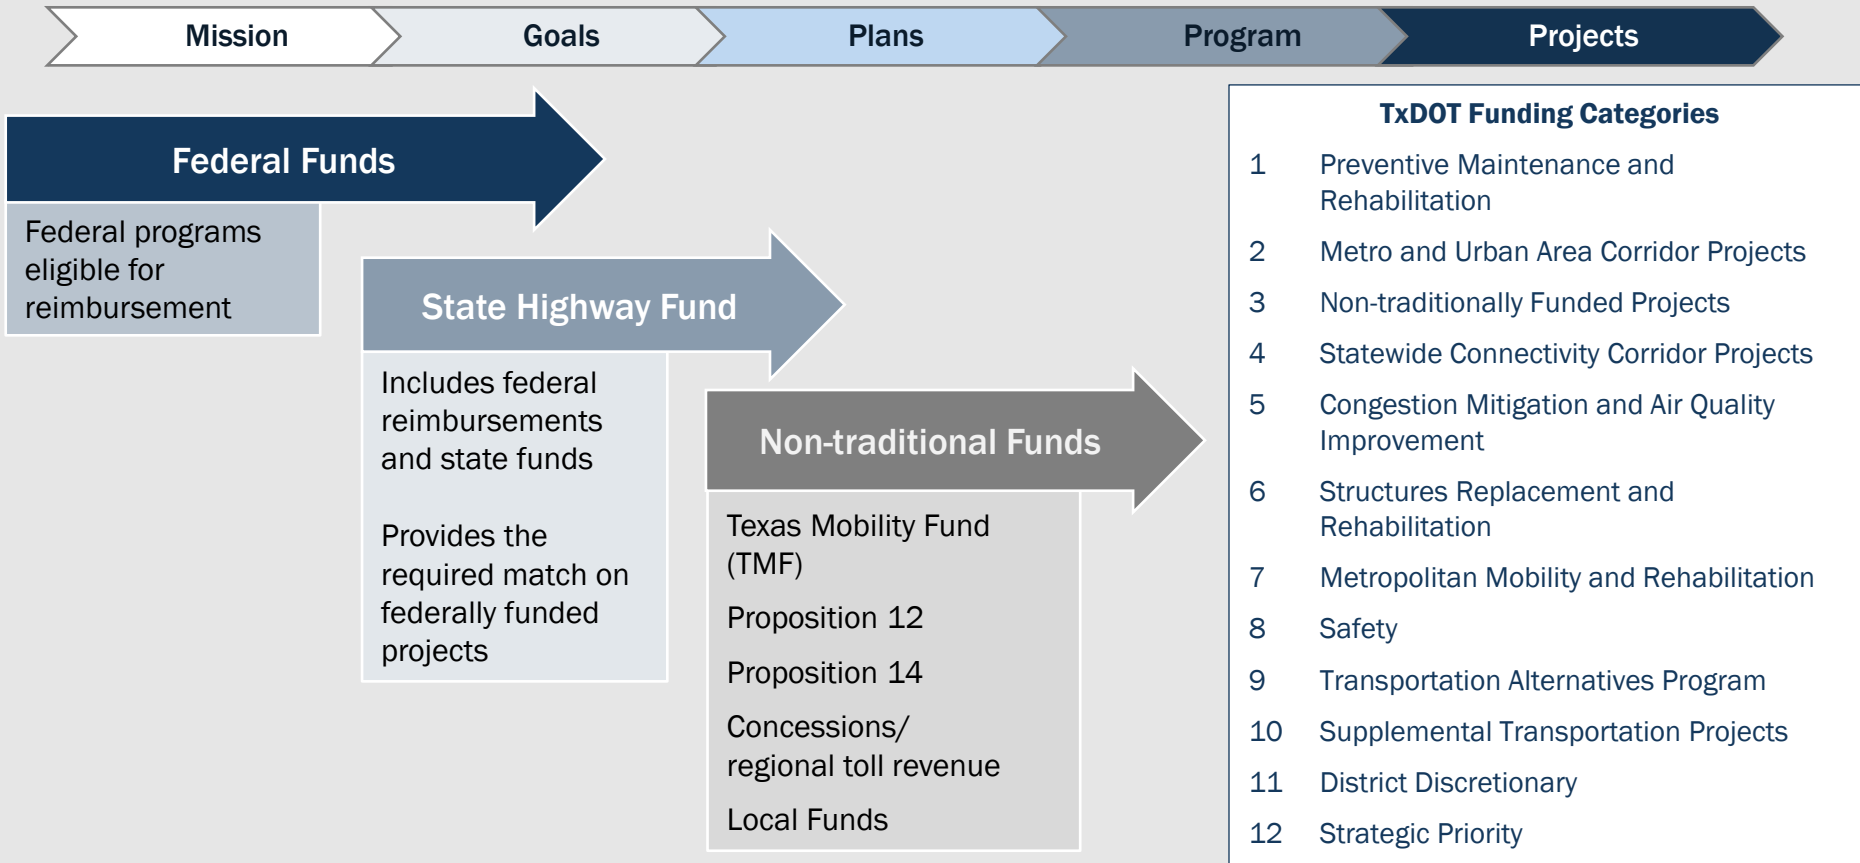 Mission
Goals
Plans
Program
Projects
Federal Funds
Federal programs
eligible for
reimbursement
State Highway Fund
Includes federal
reimbursements
and state funds
Provides the
required match on
federally funded
projects
Non-traditional Funds
Texas Mobility Fund
(TMF)
Proposition 12
Proposition 14
Concessions/
regional toll revenue
Local Funds
TxDOT Funding Categories
1 Preventive Maintenance and
Rehabilitation
2 Metro and Urban Area Corridor Projects
3 Non-traditionally Funded Projects
4 Statewide Connectivity Corridor Projects
5 Congestion Mitigation and Air Quality
Improvement
6 Structures Replacement and
Rehabilitation
7 Metropolitan Mobility and Rehabilitation
8 Safety
9 Transportation Alternatives Program
10 Supplemental Transportation Projects
11 District Discretionary
12 Strategic Priority